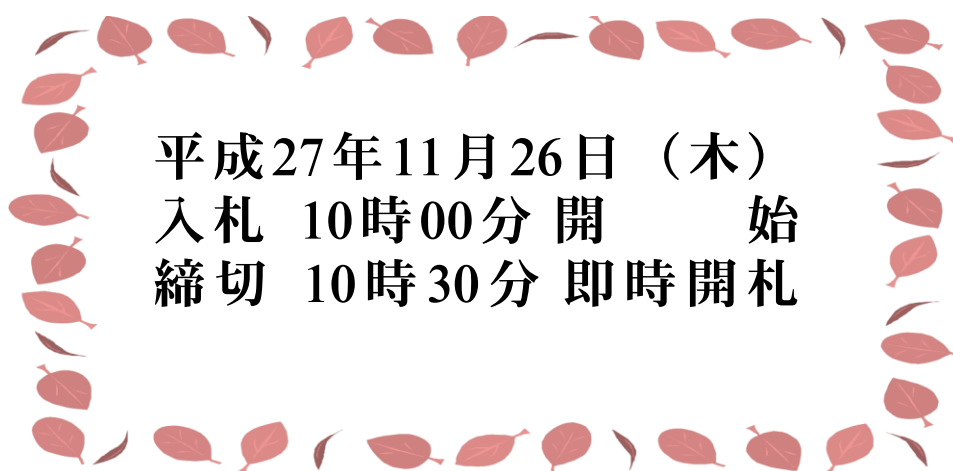 平成27年11月26日（木）
入札 10時00分 開　　始
締切 10時30分 即時開札